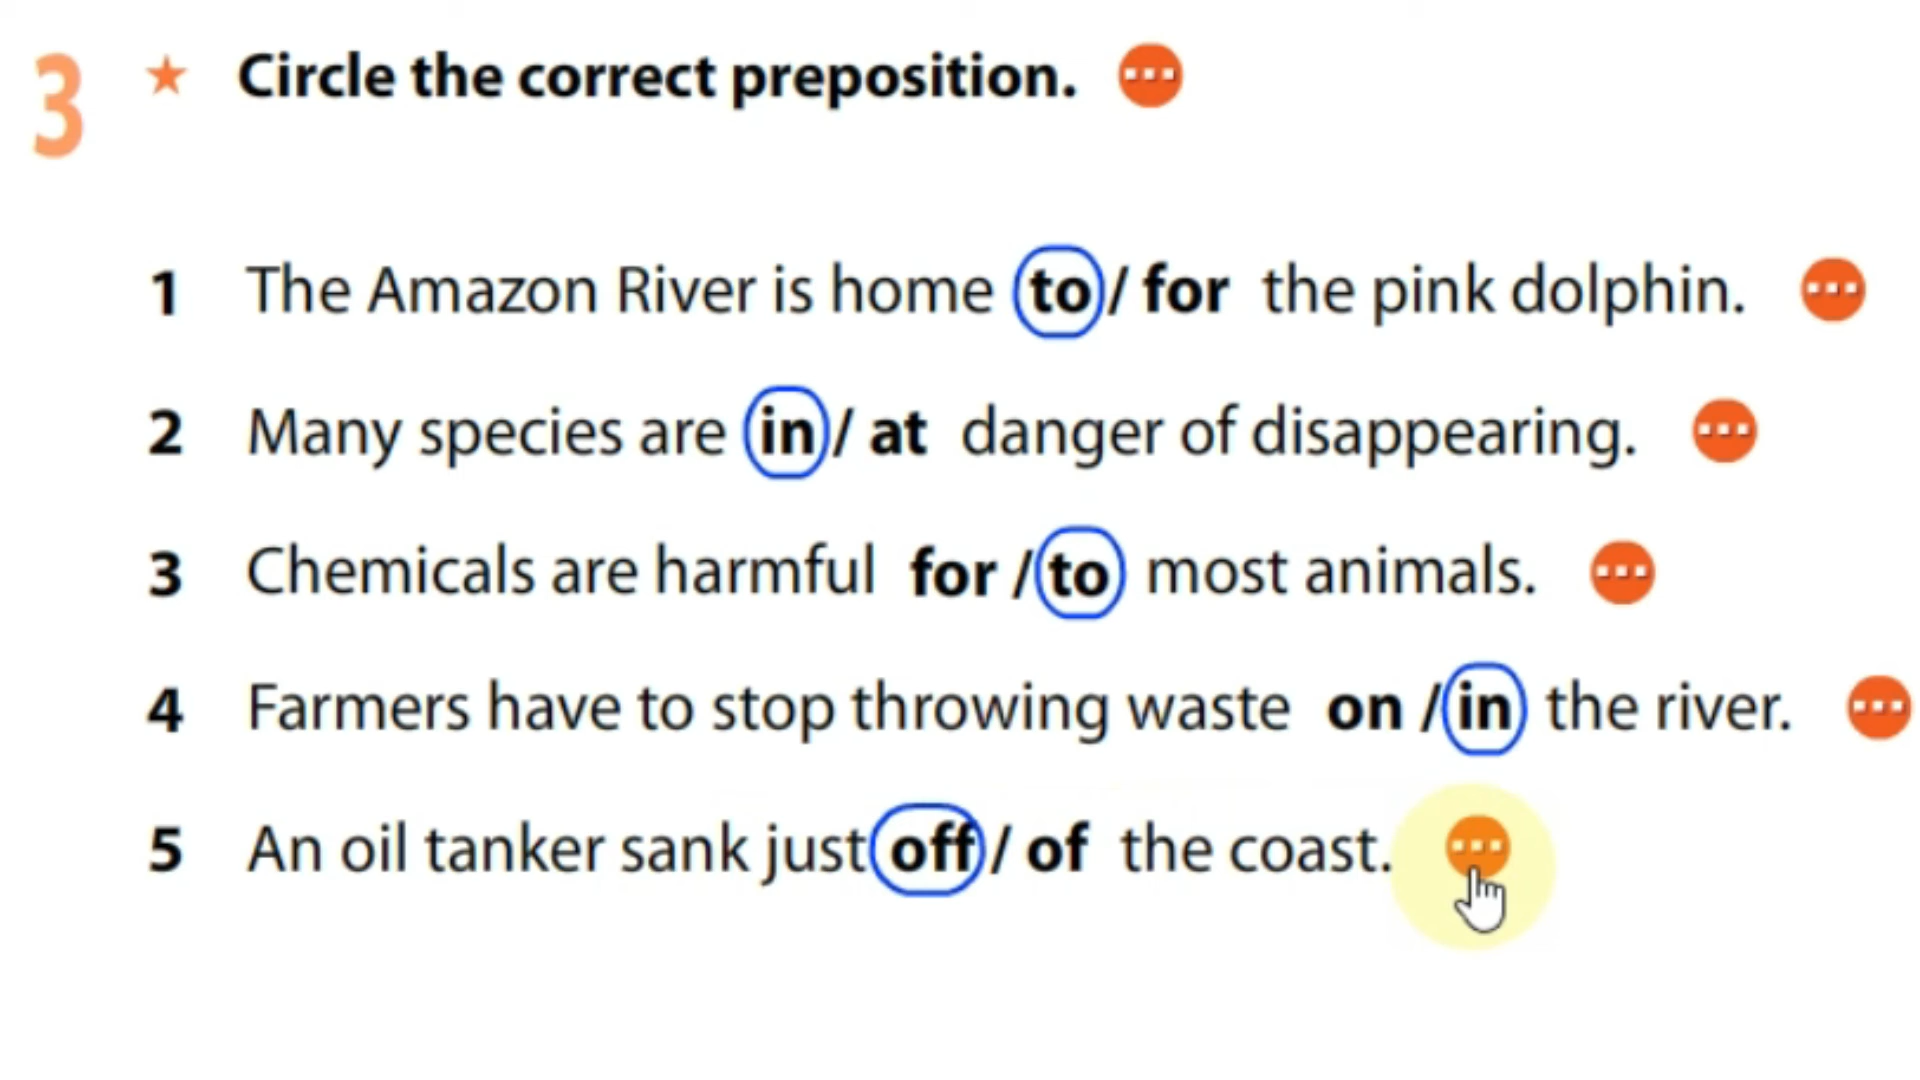 3 ★ Circle the correct preposition.
1 The Amazon River is home to / for the pink dolphin.
2 Many species are in / at danger of disappearing.
3 Chemicals are harmful for / to most animals.
4 Farmers have to stop throwing waste on / in the river.
5 An oil tanker sank just off / of the coast.